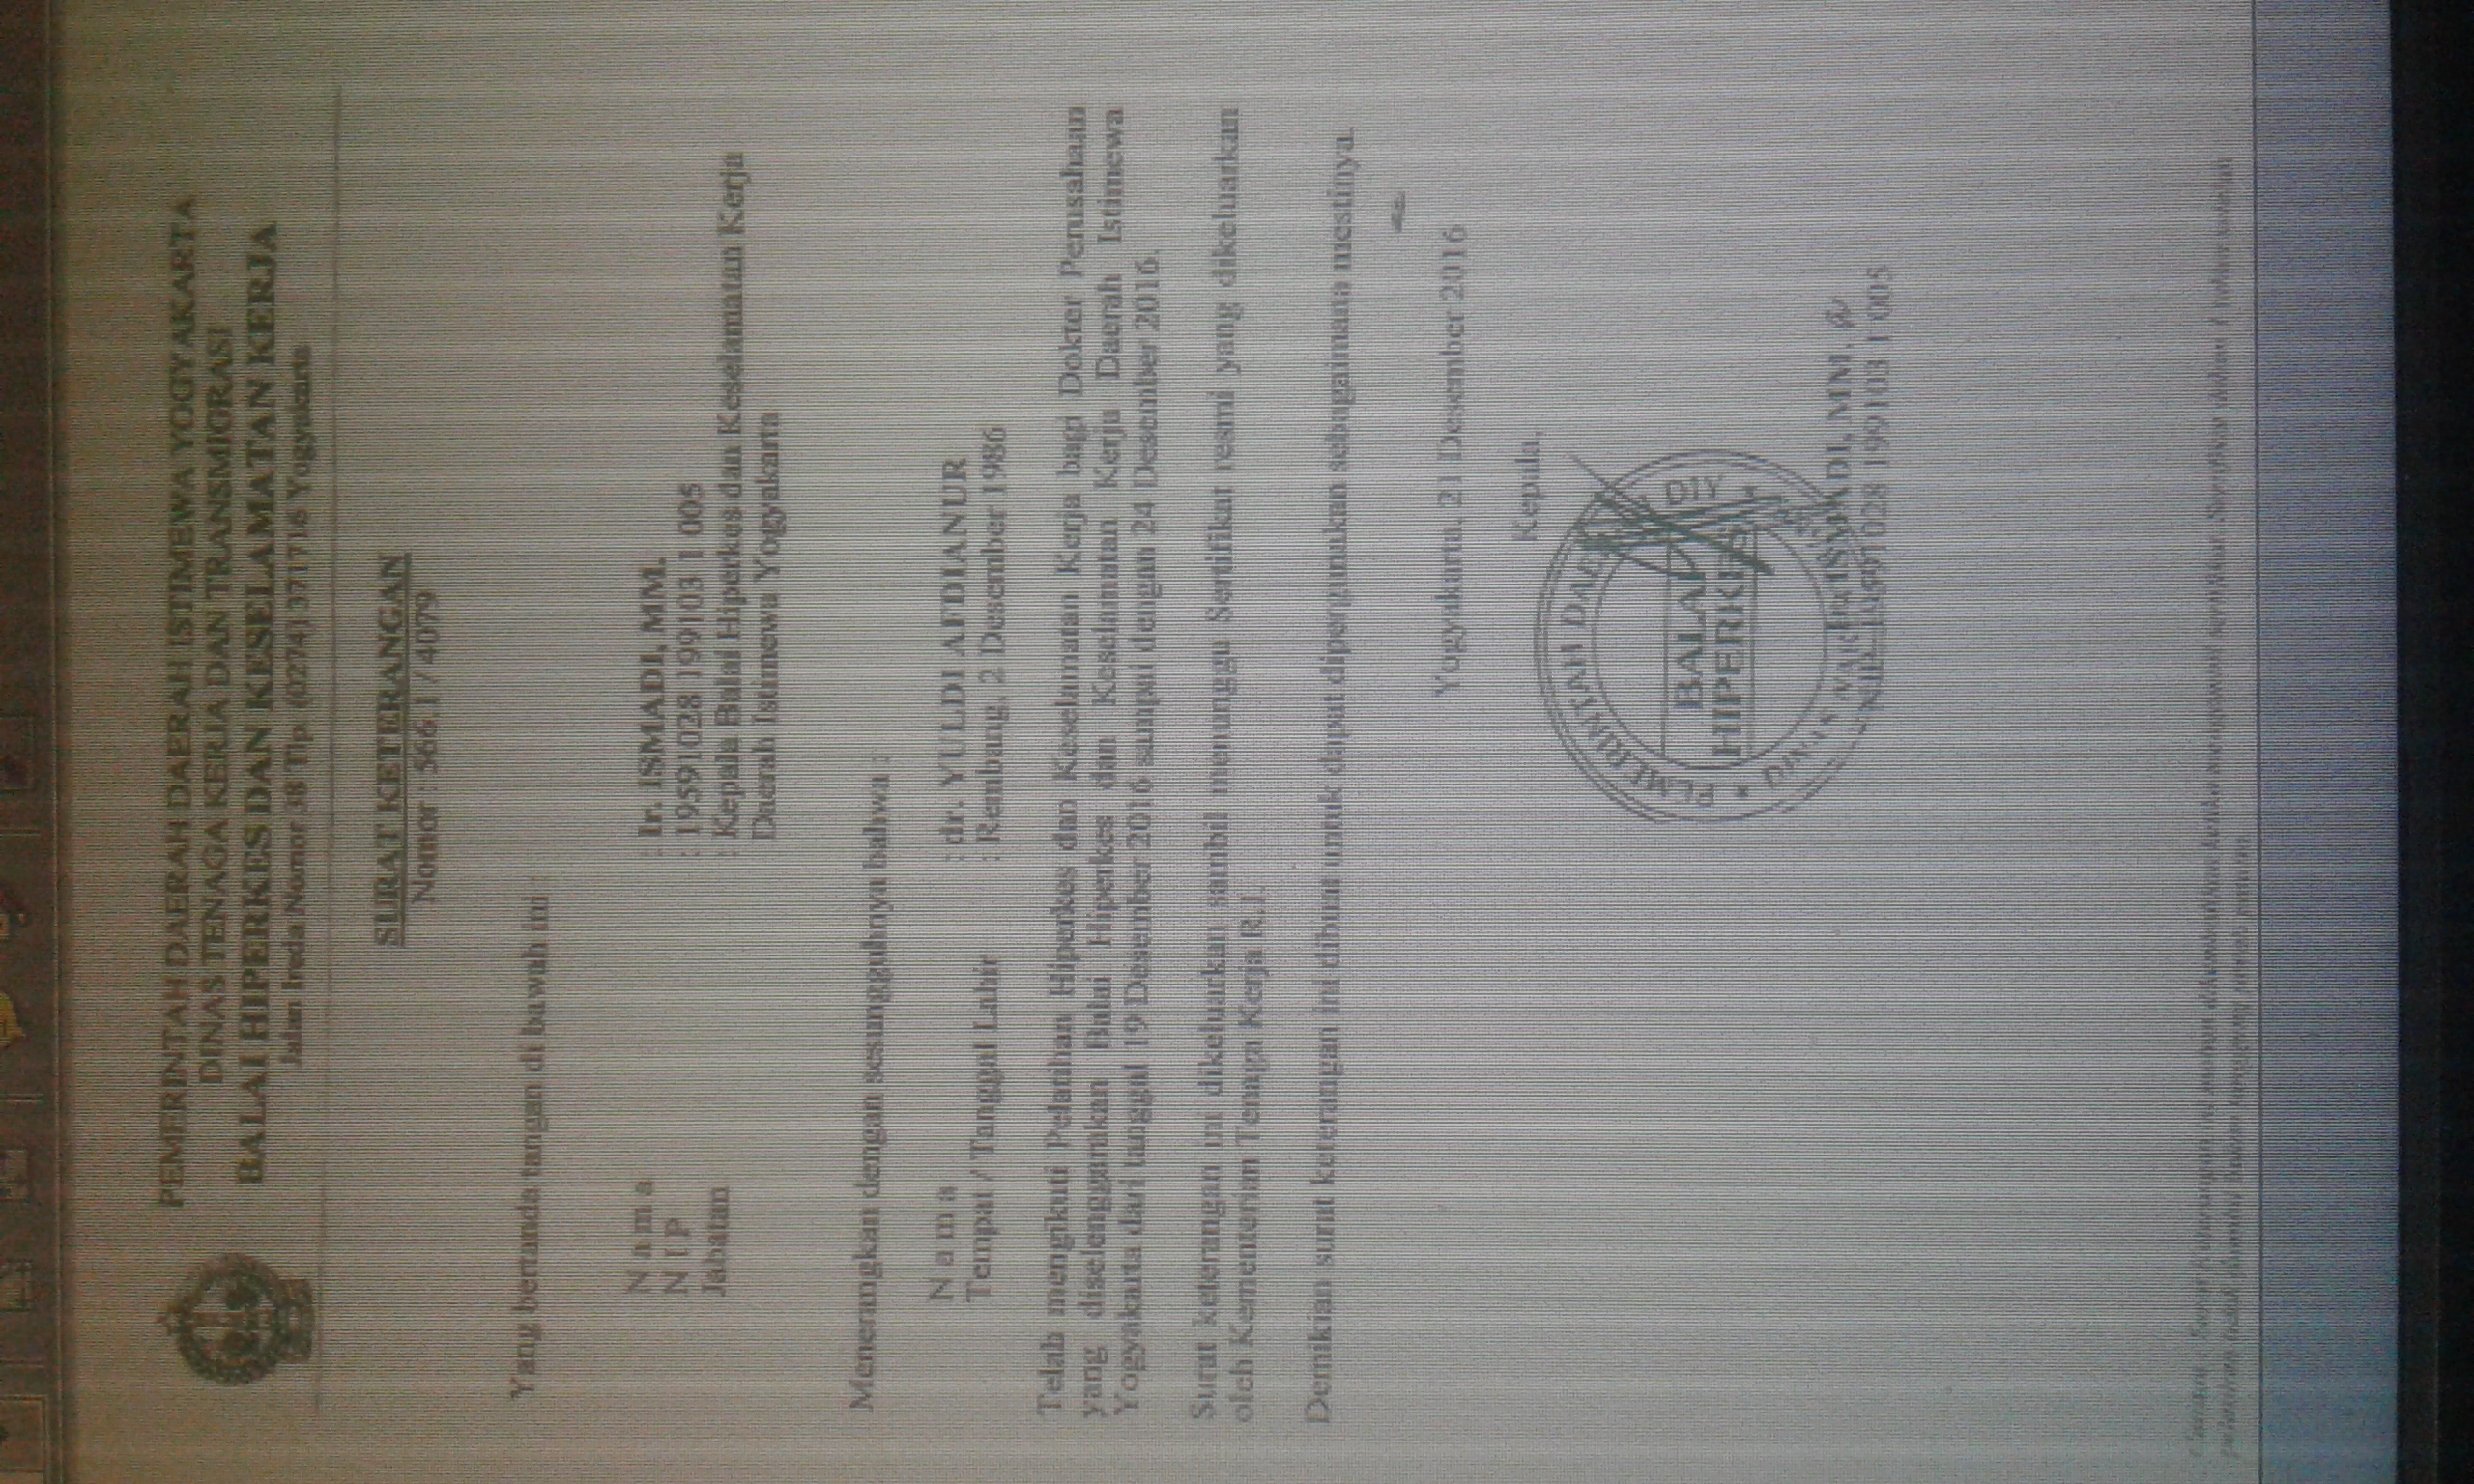 PEMERINTAH DAERAH DAERAH ISTIMEWA YOGYAKARTA
DINAS TENAGA KERJA DAN TRANSMIGRASI
BALAI HIPERKES DAN KESELAMATAN KERJA
Jalan Ireda Nomor 38 Tlp. (0274) 371716 Yogyakarta
SURAT KETERANGAN
Nomor : 566.1 / 4079
Yang bertanda tangan di bawah ini :
N a m a : Ir. ISMADI, MM.
N I P : 19591028 199103 1 005
Jabatan : Kepala Balai Hiperkes dan Keselamatan Kerja
Daerah Istimewa Yogyakarta
Menerangkan dengan sesungguhnya bahwa :
N a m a : dr. YULDI AFDIANUR
Tempat / Tanggal Lahir : Rembang, 2 Desember 1986
Telah mengikuti Pelatihan Hiperkes dan Keselamatan Kerja bagi Dokter Perusahaan
yang diselenggarakan Balai Hiperkes dan Keselamatan Kerja Daerah Istimewa
Yogyakarta dari tanggal 19 Desember 2016 sampai dengan 24 Desember 2016.
Surat keterangan ini dikeluarkan sambil menunggu Sertifikat resmi yang dikeluarkan
oleh Kementerian Tenaga Kerja R.I.
Demikian surat keterangan ini dibuat untuk dapat dipergunakan sebagaimana mestinya.
Yogyakarta, 21 Desember 2016
Kepala,
PEMERINTAH DAERAH DIY
BALAI
HIPERKES
DINAS
Ir. ISMADI, MM.
NIP. 19591028 199103 1 005
Catatan : Surat Keterangan ini mohon ketika mengambil sertifikat. Sertifikat dalam 1 tahun setelah
pelatihan tidak diambil bukan tanggung jawab